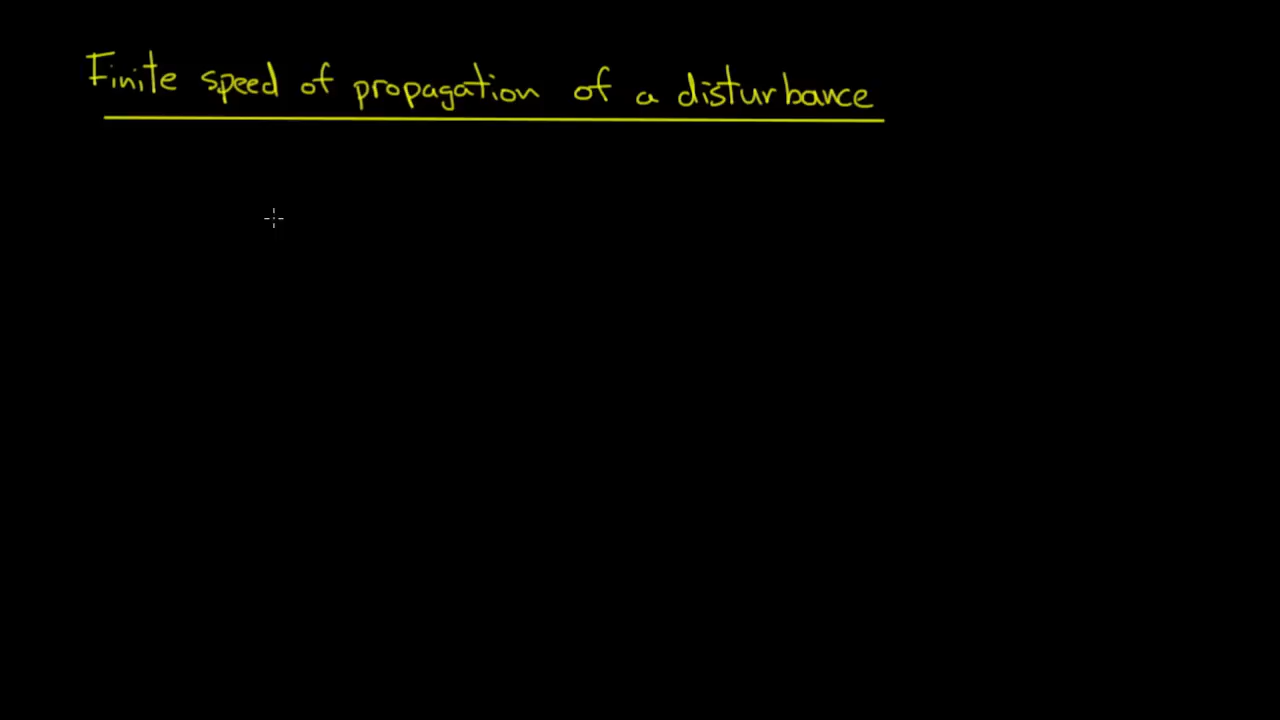 Finite speed of propagation of a disturbance